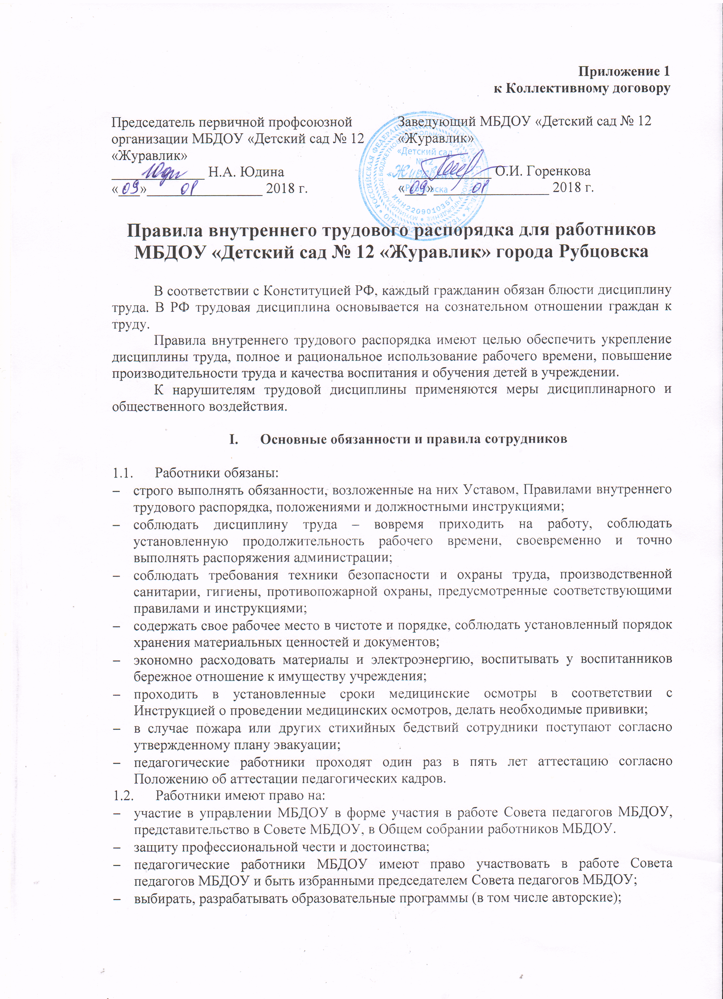 Приложение 1
к Коллективному договору
Председатель первичной профсоюзной
организации МБДОУ «Детский сад № 12
«Журавлик»
Н.А. Юдина
«09» 01 2018 г.
Заведующий МБДОУ «Детский сад № 12
«Журавлик»
О.И. Горенкова
«09» 01 2018 г.
РОССИЙСКАЯ ФЕДЕРАЦИЯ
«Детский сад
№12
«Журавлик»
Рубцовска
ИНН2209010357
Правила внутреннего трудового распорядка для работников
МБДОУ «Детский сад № 12 «Журавлик» города Рубцовска
В соответствии с Конституцией РФ, каждый гражданин обязан блюсти дисциплину
труда. В РФ трудовая дисциплина основывается на сознательном отношении граждан к
труду.
Правила внутреннего трудового распорядка имеют целью обеспечить укрепление
дисциплины труда, полное и рациональное использование рабочего времени, повышение
производительности труда и качества воспитания и обучения детей в учреждении.
К нарушителям трудовой дисциплины применяются меры дисциплинарного и
общественного воздействия.
I. Основные обязанности и правила сотрудников
1.1. Работники обязаны:
– строго выполнять обязанности, возложенные на них Уставом, Правилами внутреннего
трудового распорядка, положениями и должностными инструкциями;
– соблюдать дисциплину труда – вовремя приходить на работу, соблюдать
установленную продолжительность рабочего времени, своевременно и точно
выполнять распоряжения администрации;
– соблюдать требования техники безопасности и охраны труда, производственной
санитарии, гигиены, противопожарной охраны, предусмотренные соответствующими
правилами и инструкциями;
– содержать свое рабочее место в чистоте и порядке, соблюдать установленный порядок
хранения материальных ценностей и документов;
– экономно расходовать материалы и электроэнергию, воспитывать у воспитанников
бережное отношение к имуществу учреждения;
– проходить в установленные сроки медицинские осмотры в соответствии с
Инструкцией о проведении медицинских осмотров, делать необходимые прививки;
– в случае пожара или других стихийных бедствий сотрудники поступают согласно
утвержденному плану эвакуации;
– педагогические работники проходят один раз в пять лет аттестацию согласно
Положению об аттестации педагогических кадров.
1.2. Работники имеют право на:
– участие в управлении МБДОУ в форме участия в работе Совета педагогов МБДОУ,
представительство в Совете МБДОУ, в Общем собрании работников МБДОУ.
– защиту профессиональной чести и достоинства;
– педагогические работники МБДОУ имеют право участвовать в работе Совета
педагогов МБДОУ и быть избранными председателем Совета педагогов МБДОУ;
– выбирать, разрабатывать образовательные программы (в том числе авторские);